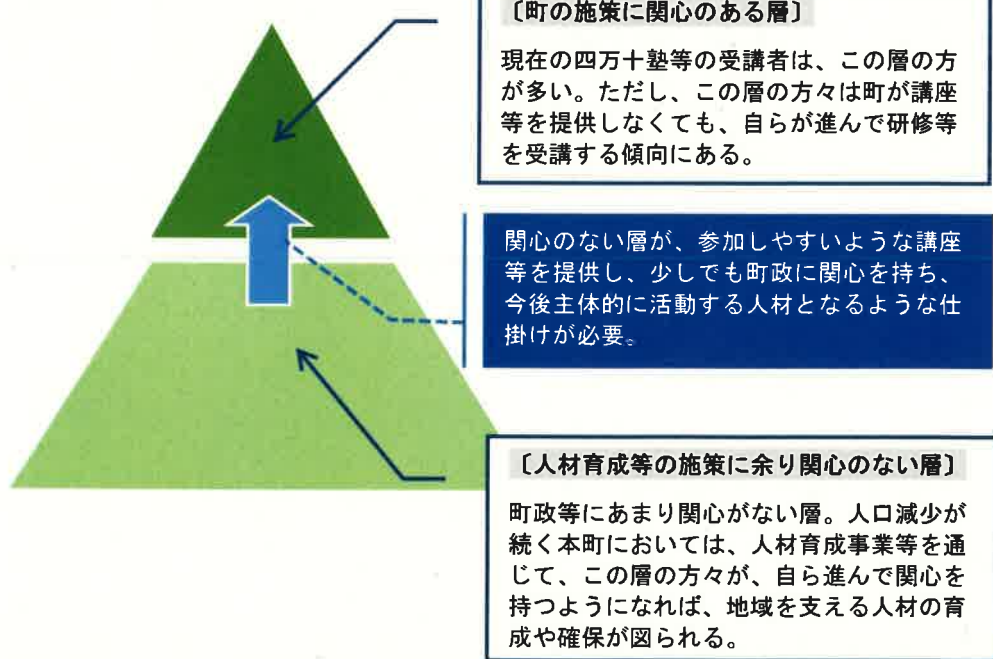 〔町の施策に関心のある層〕
現在の四万十塾等の受講者は、この層の方
が多い。ただし、この層の方々は町が講座
等を提供しなくても、自らが進んで研修等
を受講する傾向にある。
関心のない層が、参加しやすいような講座
等を提供し、少しでも町政に関心を持ち、
今後主体的に活動する人材となるような仕
掛けが必要。
〔人材育成等の施策に余り関心のない層〕
町政等にあまり関心がない層。人口減少が
続く本町においては、人材育成事業等を通
じて、この層の方々が、自ら進んで関心を
持つようになれば、地域を支える人材の育
成や確保が図られる。